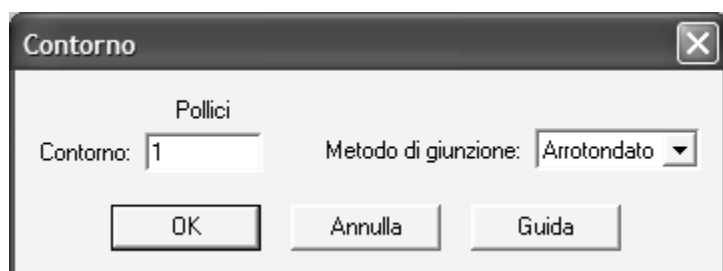 Contorno
Pollici
Contorno: 1 Metodo di giunzione: Arrotondato
OK Annulla Guida